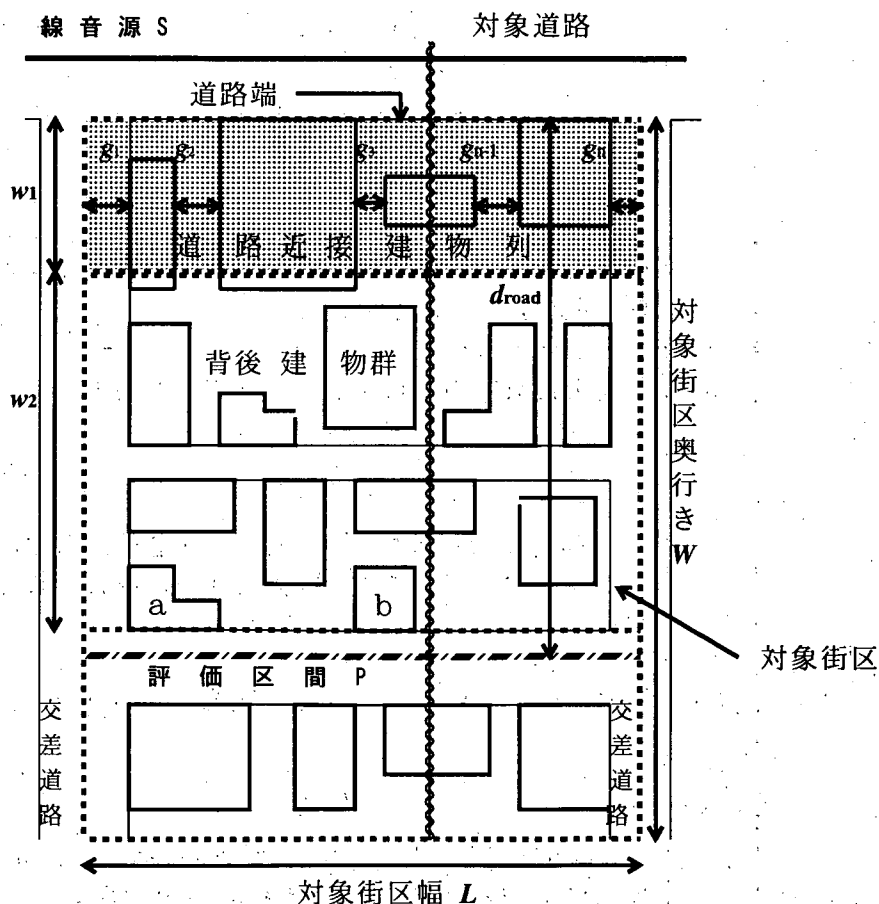 線音源 S
対象道路
道路端
g1 g2 g3 gn-1 gn
w1
道路近接建物列
droad
対象街区奥行き W
背後建物群
w2
a
b
対象街区
評価区間 P
交差道路
交差道路
対象街区幅 L